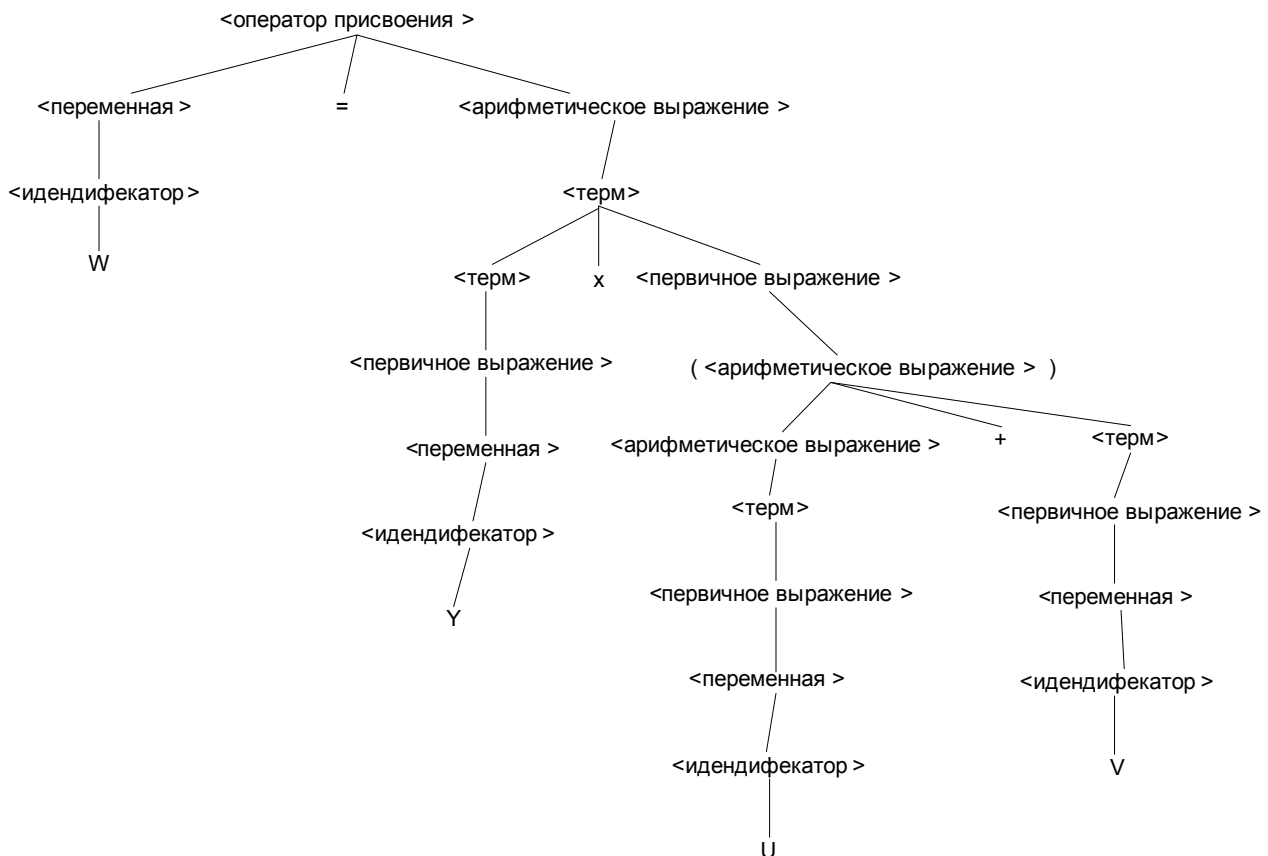 <оператор присвоения >
<переменная > = <арифметическое выражение >
<идендифекатор> <терм>
W
<терм> x <первичное выражение >
<первичное выражение > ( <арифметическое выражение > )
<переменная > <арифметическое выражение > + <терм>
<идендифекатор > <терм> <первичное выражение >
Y <первичное выражение > <переменная >
<переменная > <идендифекатор >
<идендифекатор > V
U